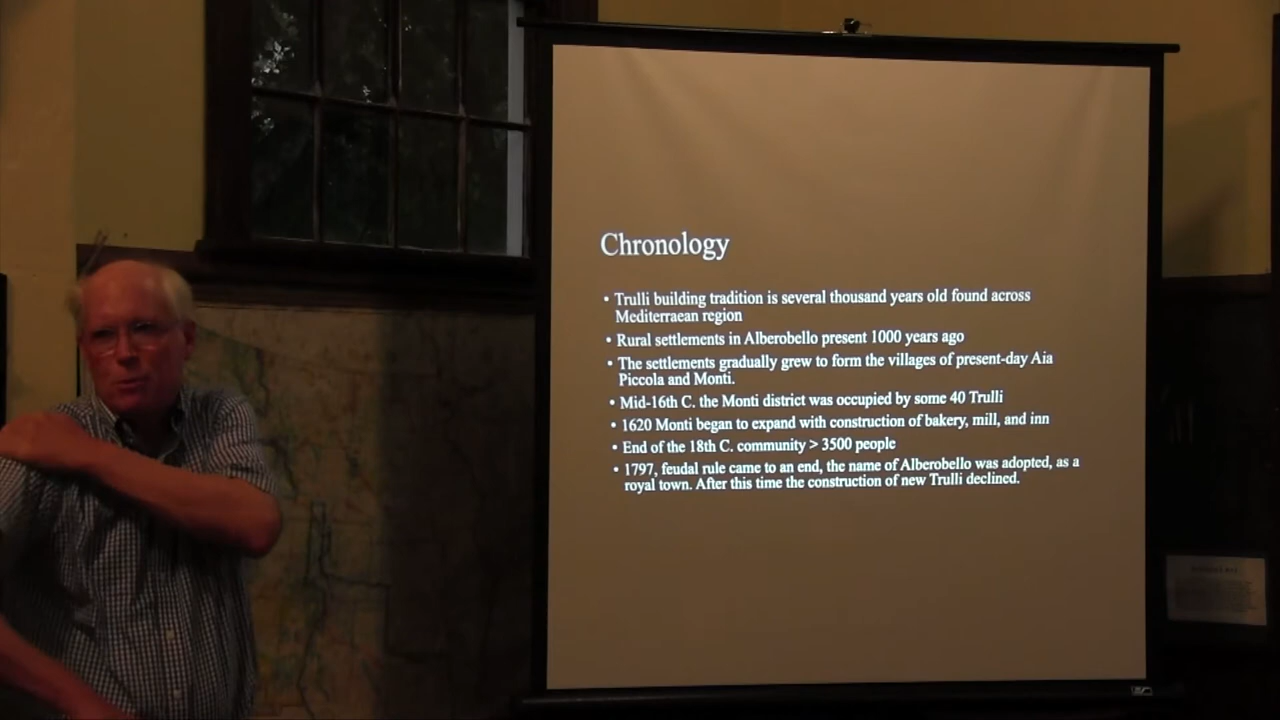 Chronology
• Trulli building tradition is several thousand years old found across
Mediterraean region
• Rural settlements in Alberobello present 1000 years ago
• The settlements gradually grew to form the villages of present-day Aia
Piccola and Monti.
• Mid-16th C. the Monti district was occupied by some 40 Trulli
• 1620 Monti began to expand with construction of bakery, mill, and inn
• End of the 18th C. community > 3500 people
• 1797, feudal rule came to an end, the name of Alberobello was adopted, as a
royal town. After this time the construction of new Trulli declined.